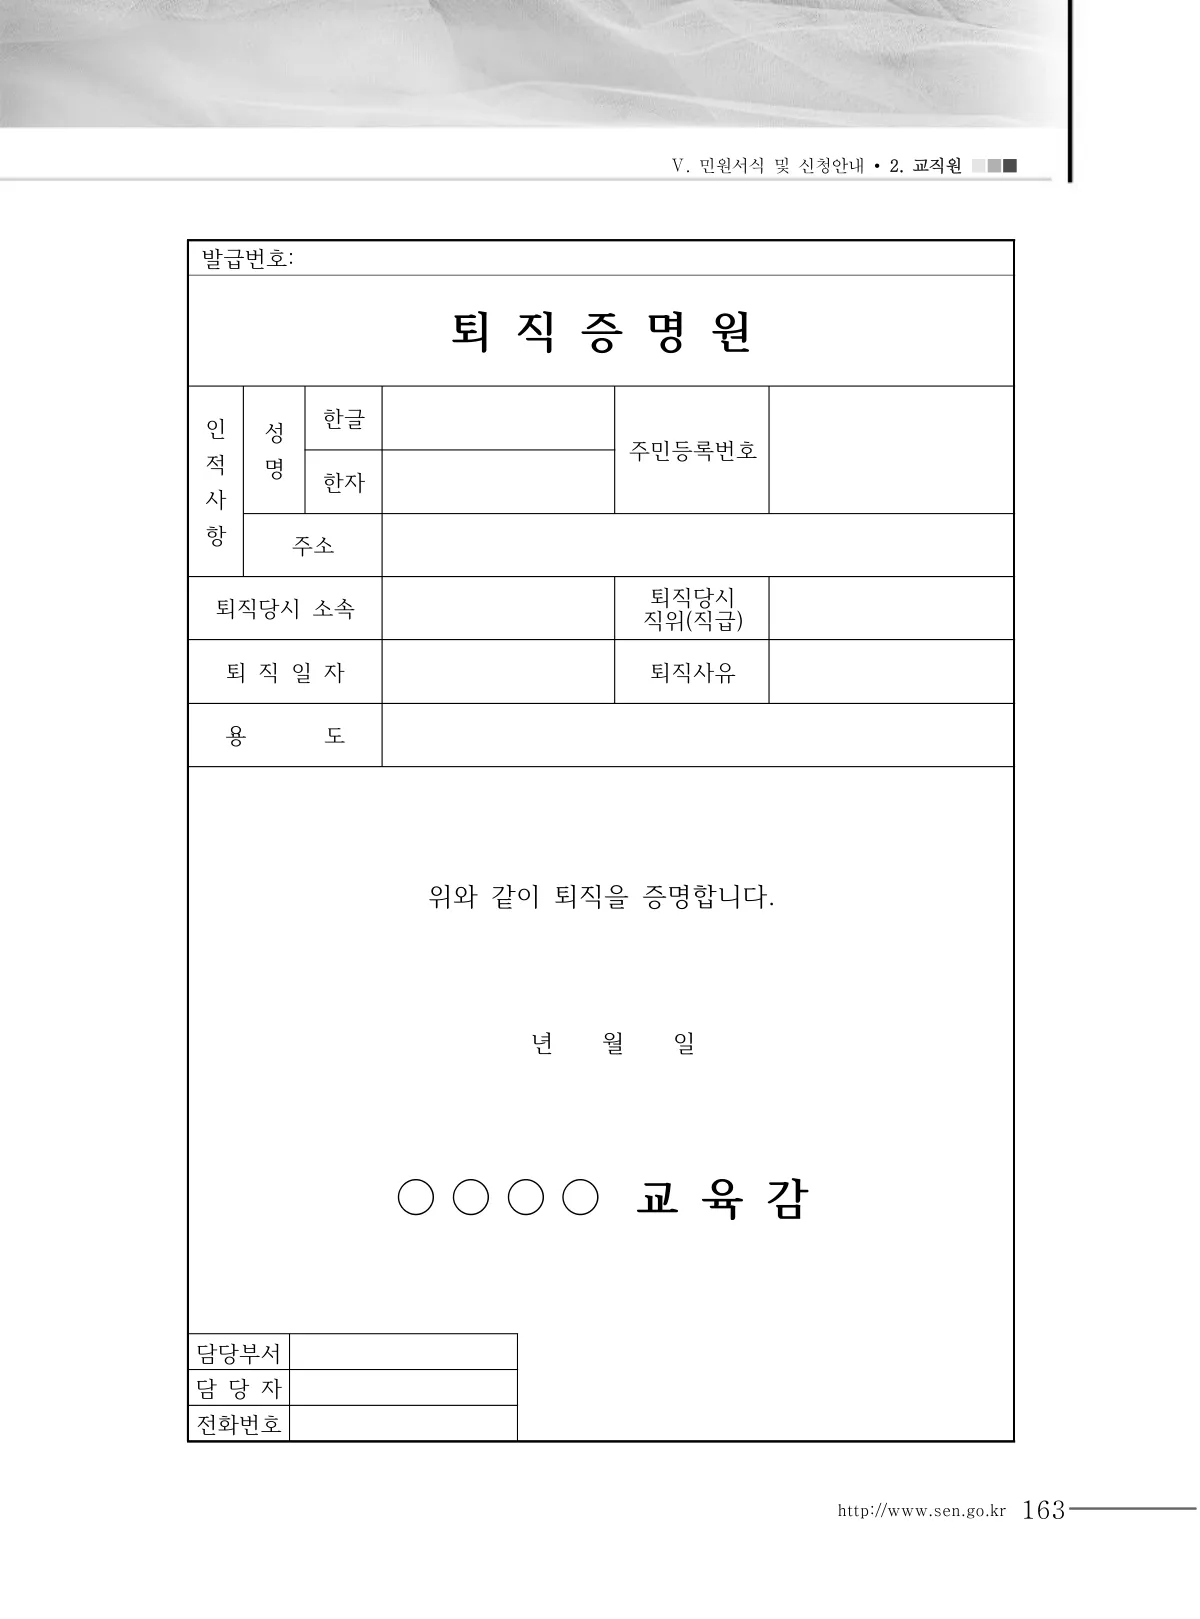 Ⅴ. 민원서식 및 신청안내 • 2. 교직원
발급번호:
퇴 직 증 명 원
인적사항
성명
한글
한자
주민등록번호
주소
퇴직당시 소속
퇴직당시
직위(직급)
퇴 직 일 자
퇴직사유
용 도
위와 같이 퇴직을 증명합니다.
년 월 일
○○○○ 교 육 감
담당부서
담 당 자
전화번호
http://www.sen.go.kr 163